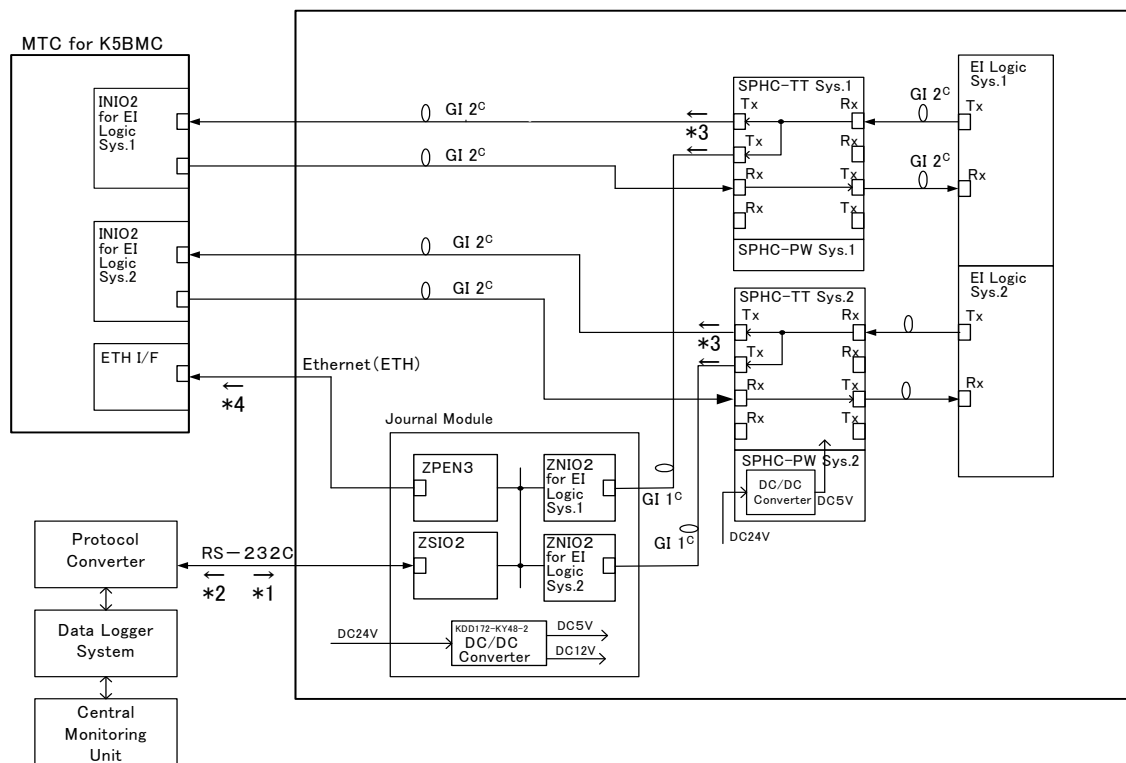 MTC for K5BMC
INIO2
for EI
Logic
Sys.1
INIO2
for EI
Logic
Sys.2
ETH I/F
GI 2C
GI 2C
GI 2C
GI 2C
Ethernet(ETH)
*4
*3
*3
SPHC-TT Sys.1
Tx
Rx
Tx
Rx
Rx
Tx
Rx
Tx
SPHC-PW Sys.1
GI 2C
GI 2C
EI Logic
Sys.1
Tx
Rx
EI Logic
Sys.2
Tx
Rx
SPHC-TT Sys.2
Tx
Rx
Tx
Rx
Rx
Tx
Rx
Tx
SPHC-PW Sys.2
DC/DC
Converter
DC5V
DC24V
Journal Module
ZPEN3
ZNIO2
for EI
Logic
Sys.1
GI 1C
ZSIO2
ZNIO2
for EI
Logic
Sys.2
GI 1C
DC24V
KDD172-KY48-2
DC/DC
Converter
DC5V
DC12V
RS-232C
*2
*1
Protocol
Converter
Data Logger
System
Central
Monitoring
Unit